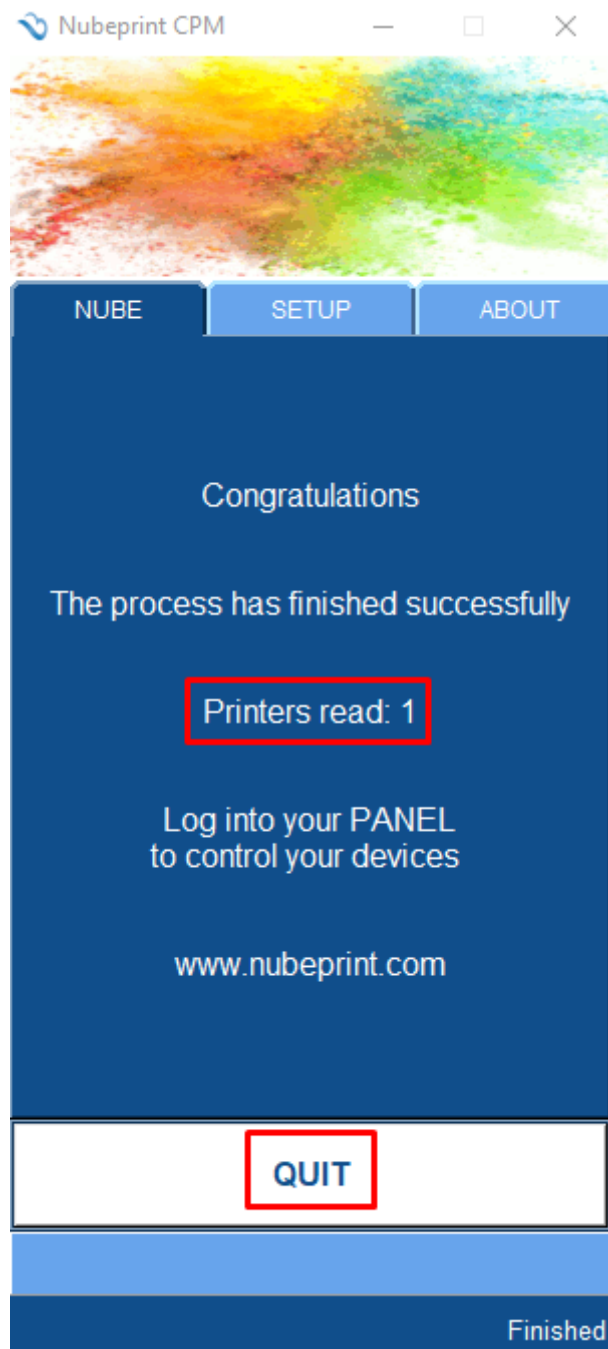 Nubeprint CPM
NUBE SETUP ABOUT
Congratulations
The process has finished successfully
Printers read: 1
Log into your PANEL
to control your devices
www.nubeprint.com
QUIT
Finished